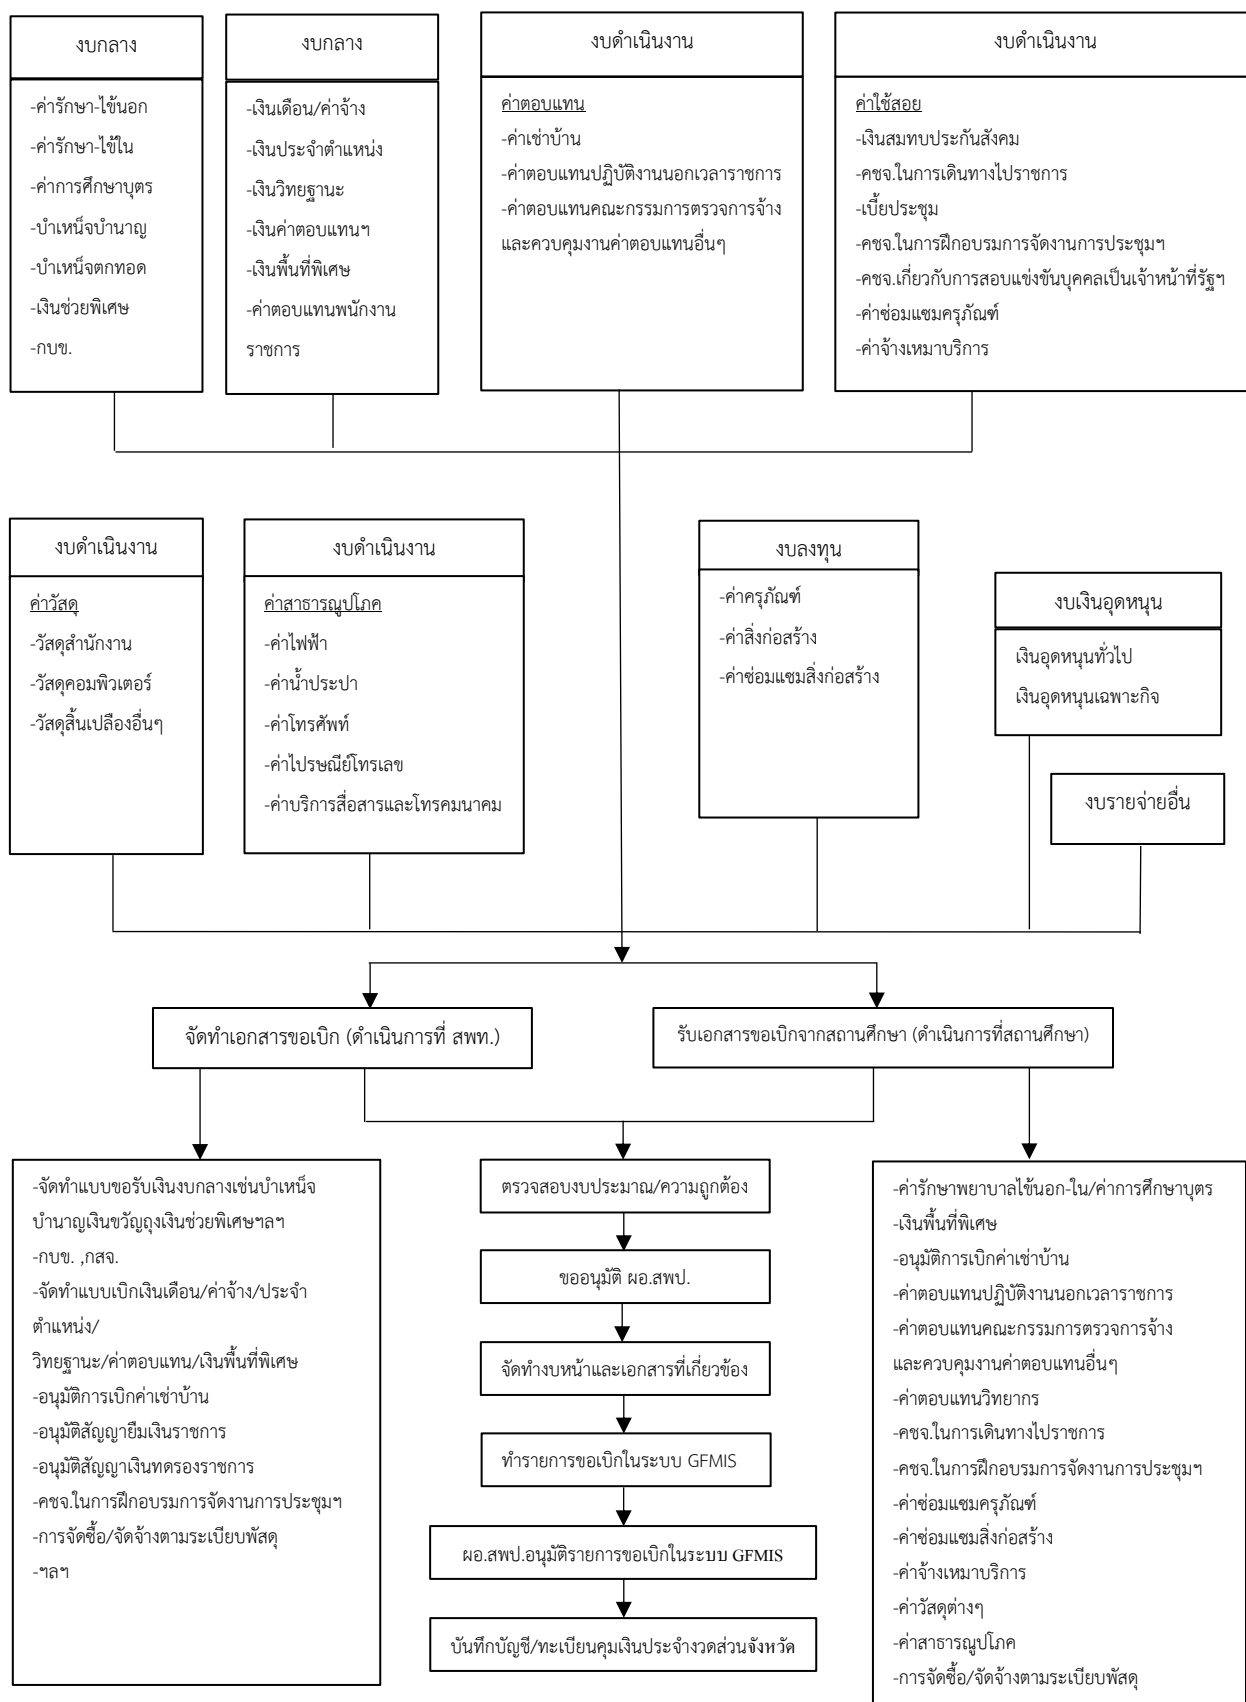 งบกลาง
-ค่ารักษา-ไข้นอก
-ค่ารักษา-ไข้ใน
-ค่าการศึกษาบุตร
-บำเหน็จบำนาญ
-บำเหน็จตกทอด
-เงินช่วยพิเศษ
-กบข.
งบกลาง
-เงินเดือน/ค่าจ้าง
-เงินประจำตำแหน่ง
-เงินวิทยฐานะ
-เงินค่าตอบแทนฯ
-เงินพื้นที่พิเศษ
-ค่าตอบแทนพนักงาน
ราชการ
งบดำเนินงาน
ค่าตอบแทน
-ค่าเช่าบ้าน
-ค่าตอบแทนปฏิบัติงานนอกเวลาราชการ
-ค่าตอบแทนคณะกรรมการตรวจการจ้าง
และควบคุมงานค่าตอบแทนอื่นๆ
งบดำเนินงาน
ค่าใช้สอย
-เงินสมทบประกันสังคม
-คชจ.ในการเดินทางไปราชการ
-เบี้ยประชุม
-คชจ.ในการฝึกอบรมการจัดงานการประชุมฯ
-คชจ.เกี่ยวกับการสอบแข่งขันบุคคลเป็นเจ้าหน้าที่รัฐฯ
-ค่าซ่อมแซมครุภัณฑ์
-ค่าจ้างเหมาบริการ
งบดำเนินงาน
ค่าวัสดุ
-วัสดุสำนักงาน
-วัสดุคอมพิวเตอร์
-วัสดุสิ้นเปลืองอื่นๆ
งบดำเนินงาน
ค่าสาธารณูปโภค
-ค่าไฟฟ้า
-ค่าน้ำประปา
-ค่าโทรศัพท์
-ค่าไปรษณีย์โทรเลข
-ค่าบริการสื่อสารและโทรคมนาคม
งบลงทุน
-ค่าครุภัณฑ์
-ค่าสิ่งก่อสร้าง
-ค่าซ่อมแซมสิ่งก่อสร้าง
งบเงินอุดหนุน
เงินอุดหนุนทั่วไป
เงินอุดหนุนเฉพาะกิจ
งบรายจ่ายอื่น
จัดทำเอกสารขอเบิก (ดำเนินการที่ สพท.)
รับเอกสารขอเบิกจากสถานศึกษา (ดำเนินการที่สถานศึกษา)
-จัดทำแบบขอรับเงินงบกลางเช่นบำเหน็จ
บำนาญเงินขวัญถุงเงินช่วยพิเศษฯลฯ
-กบข. ,กสจ.
-จัดทำแบบเบิกเงินเดือน/ค่าจ้าง/ประจำ
ตำแหน่ง/
วิทยฐานะ/ค่าตอบแทน/เงินพื้นที่พิเศษ
-อนุมัติการเบิกค่าเช่าบ้าน
-อนุมัติสัญญายืมเงินราชการ
-อนุมัติสัญญาเงินทดรองราชการ
-คชจ.ในการฝึกอบรมการจัดงานการประชุมฯ
-การจัดซื้อ/จัดจ้างตามระเบียบพัสดุ
-ฯลฯ
ตรวจสอบงบประมาณ/ความถูกต้อง
ขออนุมัติ ผอ.สพป.
จัดทำงบหน้าและเอกสารที่เกี่ยวข้อง
ทำรายการขอเบิกในระบบ GFMIS
ผอ.สพป.อนุมัติรายการขอเบิกในระบบ GFMIS
บันทึกบัญชี/ทะเบียนคุมเงินประจำงวดส่วนจังหวัด
-ค่ารักษาพยาบาลไข้นอก-ใน/ค่าการศึกษาบุตร
-เงินพื้นที่พิเศษ
-อนุมัติการเบิกค่าเช่าบ้าน
-ค่าตอบแทนปฏิบัติงานนอกเวลาราชการ
-ค่าตอบแทนคณะกรรมการตรวจการจ้าง
และควบคุมงานค่าตอบแทนอื่นๆ
-ค่าตอบแทนวิทยากร
-คชจ.ในการเดินทางไปราชการ
-คชจ.ในการฝึกอบรมการจัดงานการประชุมฯ
-ค่าซ่อมแซมครุภัณฑ์
-ค่าซ่อมแซมสิ่งก่อสร้าง
-ค่าจ้างเหมาบริการ
-ค่าวัสดุต่างๆ
-ค่าสาธารณูปโภค
-การจัดซื้อ/จัดจ้างตามระเบียบพัสดุ